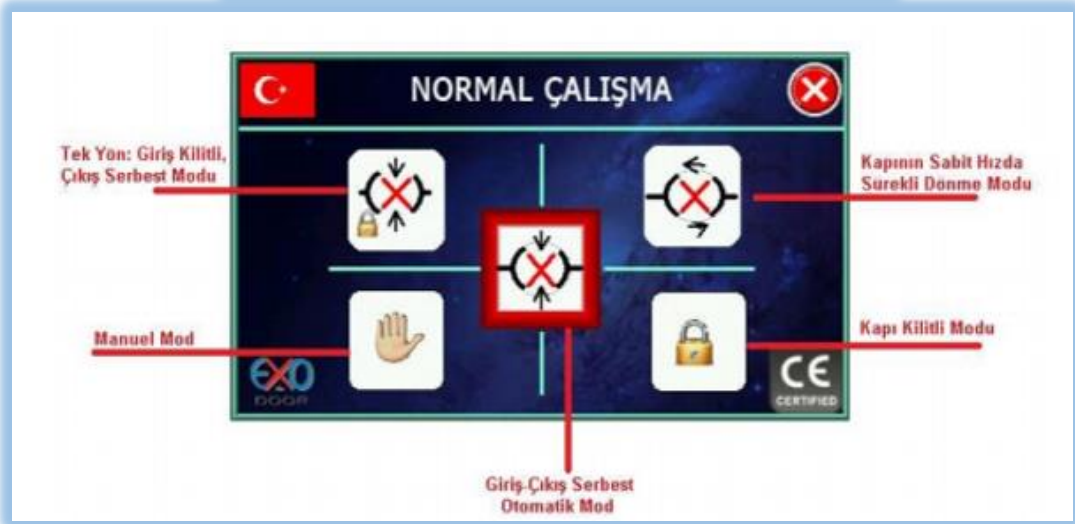 NORMAL ÇALIŞMA
Tek Yön: Giriş Kilitli,
Çıkış Serbest Modu
Kapının Sabit Hızda
Sürekli Dönme Modu
Manuel Mod
Kapı Kilitli Modu
EXO
DOOR
CE
CERTIFIED
Giriş-Çıkış Serbest
Otomatik Mod